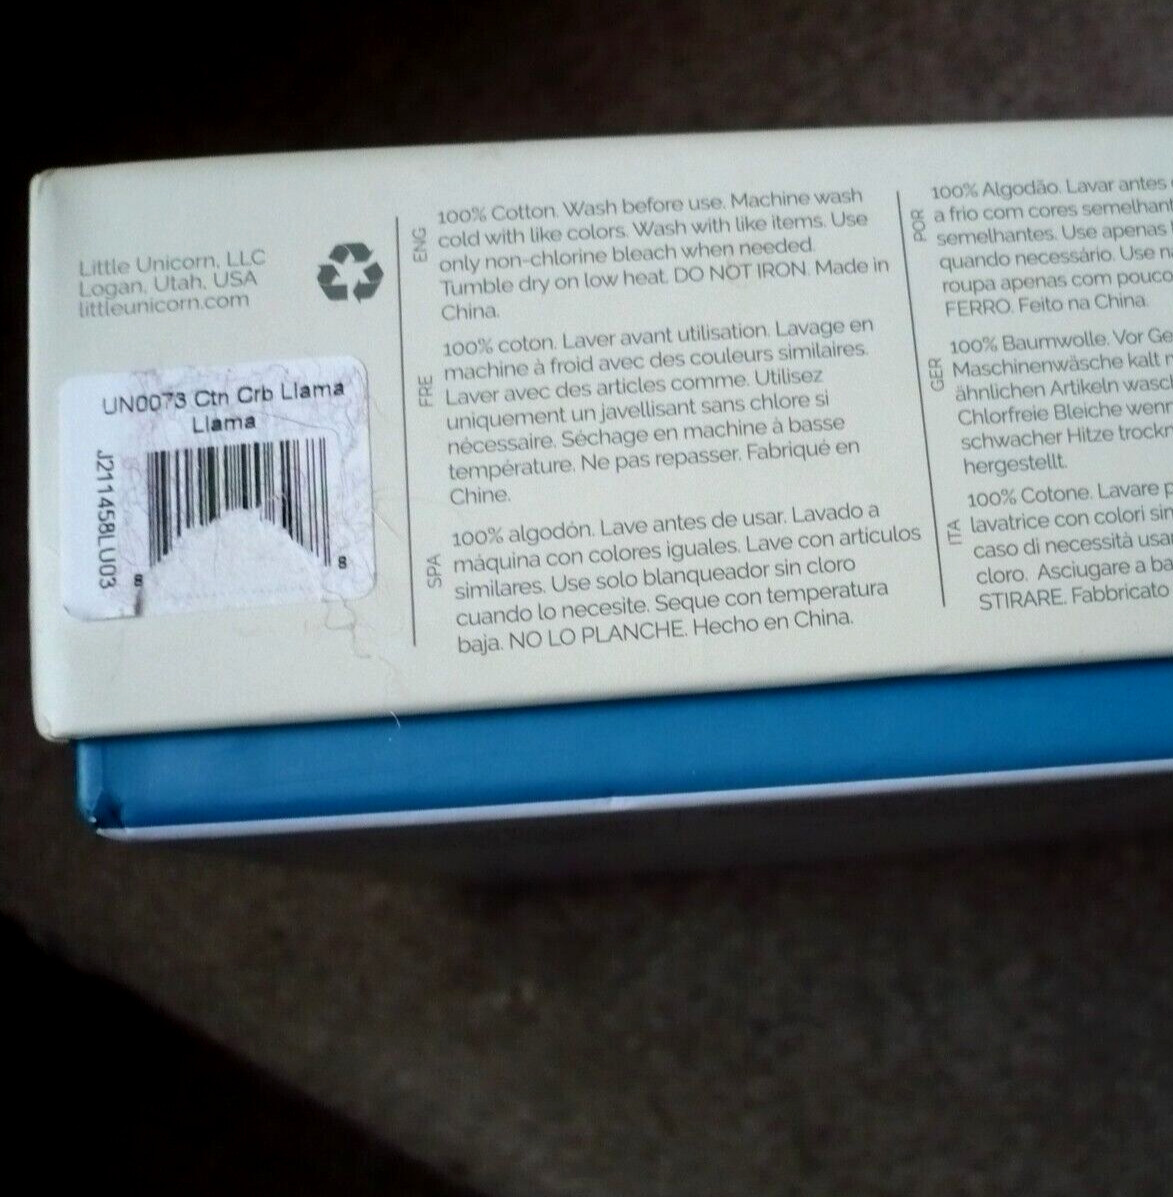 Little Unicorn, LLC
Logan, Utah, USA
littleunicorn.com
UN0073 Ctn Crb Llama
Llama
J211458LU03
8
8
ENG
100% Cotton. Wash before use. Machine wash
cold with like colors. Wash with like items. Use
only non-chlorine bleach when needed.
Tumble dry on low heat. DO NOT IRON. Made in
China.
FRE
100% coton. Laver avant utilisation. Lavage en
machine à froid avec des couleurs similaires.
Laver avec des articles comme. Utilisez
uniquement un javellisant sans chlore si
nécessaire. Séchage en machine à basse
température. Ne pas repasser. Fabriqué en
Chine.
SPA
100% algodón. Lave antes de usar. Lavado a
máquina con colores iguales. Lave con artículos
similares. Use solo blanqueador sin cloro
cuando lo necesite. Seque con temperatura
baja. NO LO PLANCHE. Hecho en China.
POR
100% Algodão. Lavar antes
a frio com cores semelhant
semelhantes. Use apenas
quando necessário. Use n
roupa apenas com pouco
FERRO. Feito na China.
GER
100% Baumwolle. Vor Ge
Maschinenwäsche kalt
ähnlichen Artikeln wasc
Chlorfreie Bleiche wenn
schwacher Hitze trockn
hergestellt.
ITA
100% Cotone. Lavare p
lavatrice con colori sim
caso di necessità usa
cloro. Asciugare a ba
STIRARE. Fabbricato